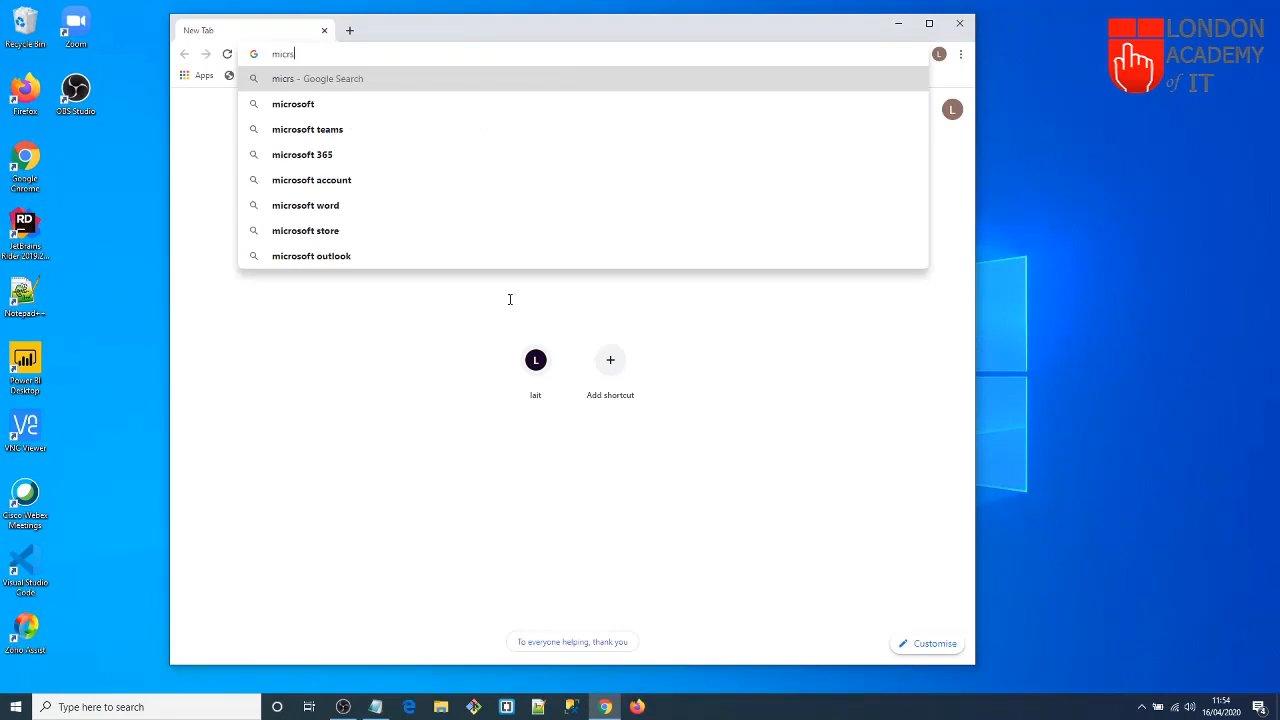 Recycle Bin
Zoom
Firefox
OBS Studio
Google
Chrome
RD
JetBrains
Rider 2019.2...
Notepad++
Power BI
Desktop
V2
VNC Viewer
Cisco Webex
Meetings
Visual Studio
Code
Zoho Assist
New Tab
micrs
Apps
micrs - Google Search
microsoft
microsoft teams
microsoft 365
microsoft account
microsoft word
microsoft store
microsoft outlook
L
L
L
lait
Add shortcut
To everyone helping, thank you
Customise
LONDON
ACADEMY
of IT
Type here to search
11:54
16/04/2020